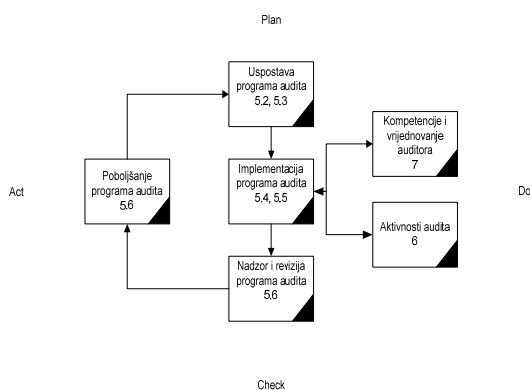 Plan
Uspostava
programa audita
5.2, 5.3
Kompetencije i
vrijednovanje
auditora
7
Act
Poboljšanje
programa audita
5.6
Implementacija
programa audita
5.4, 5.5
Do
Aktivnosti audita
6
Nadzor i revizija
programa audita
5.6
Check